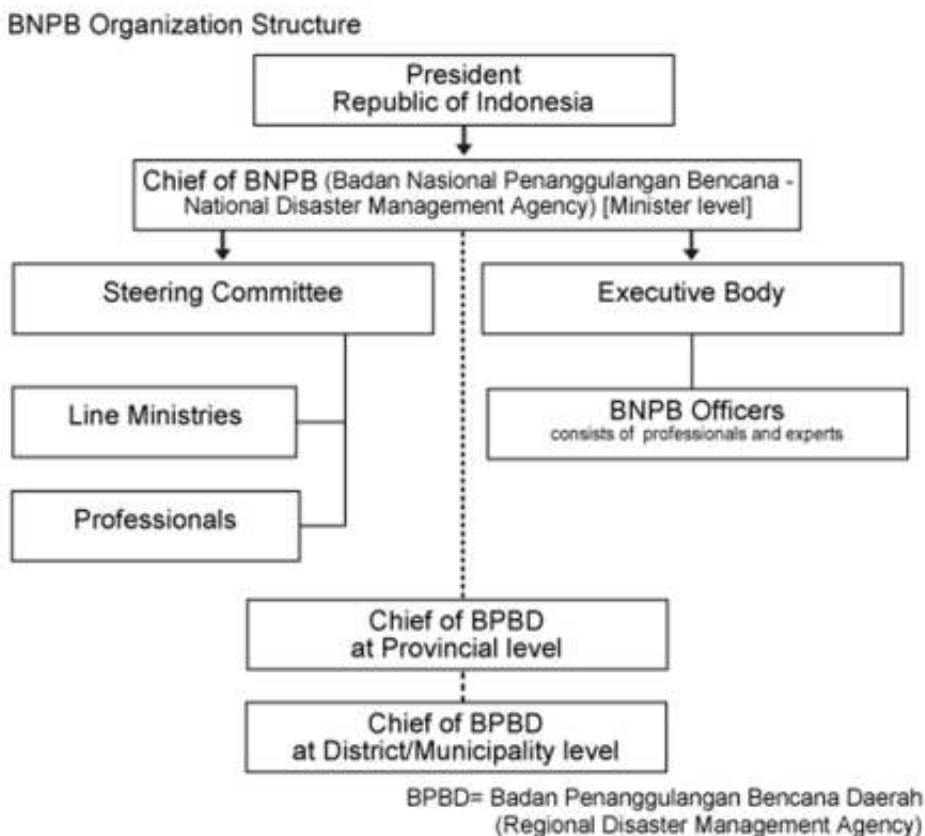 BNPB Organization Structure
President
Republic of Indonesia
Chief of BNPB (Badan Nasional Penanggulangan Bencana -
National Disaster Management Agency) [Minister level]
Steering Committee
Executive Body
Line Ministries
BNPB Officers
consists of professionals and experts
Professionals
Chief of BPBD
at Provincial level
Chief of BPBD
at District/Municipality level
BPBD= Badan Penanggulangan Bencana Daerah
(Regional Disaster Management Agency)